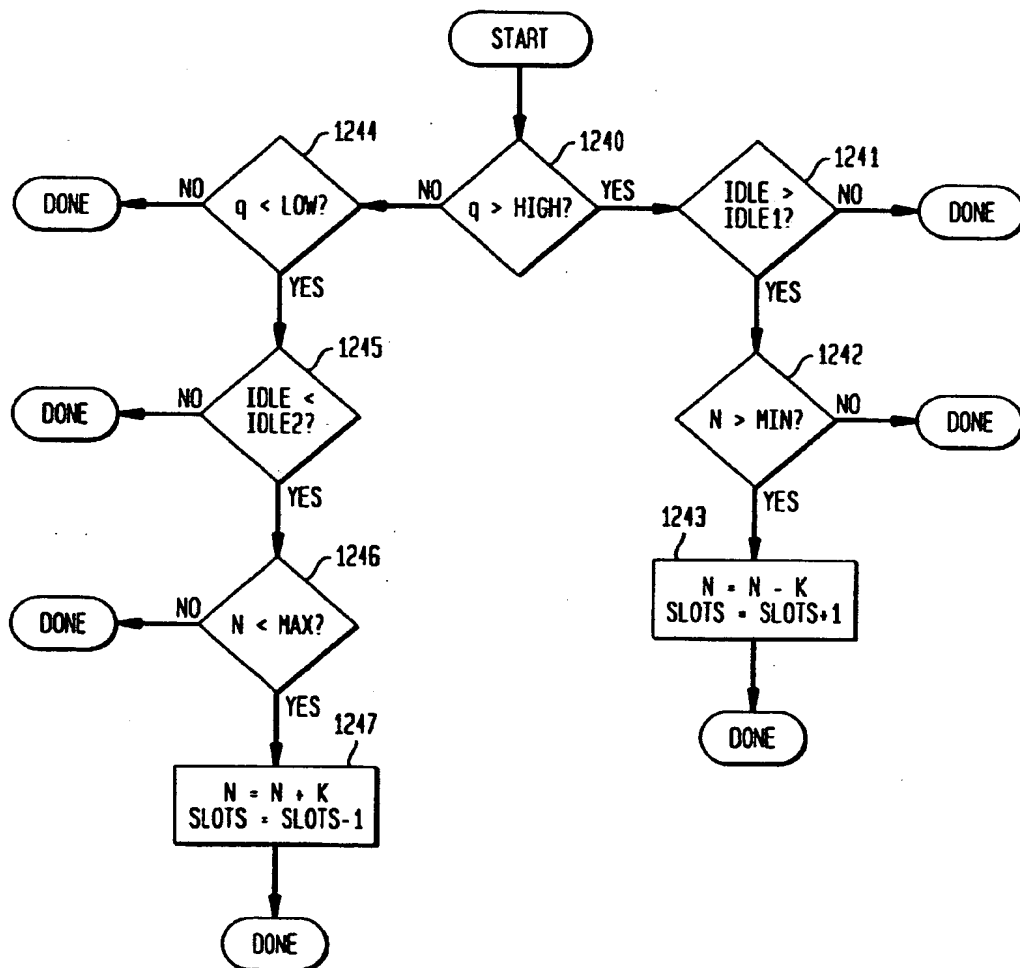 START
1244
1240
1241
DONE
NO
q < LOW?
NO
q > HIGH?
YES
IDLE >
IDLE1?
NO
DONE
YES
YES
1245
1242
DONE
NO
IDLE <
IDLE2?
N > MIN?
NO
DONE
YES
YES
1246
1243
DONE
NO
N < MAX?
N = N - K
SLOTS = SLOTS+1
YES
1247
DONE
N = N + K
SLOTS = SLOTS-1
DONE